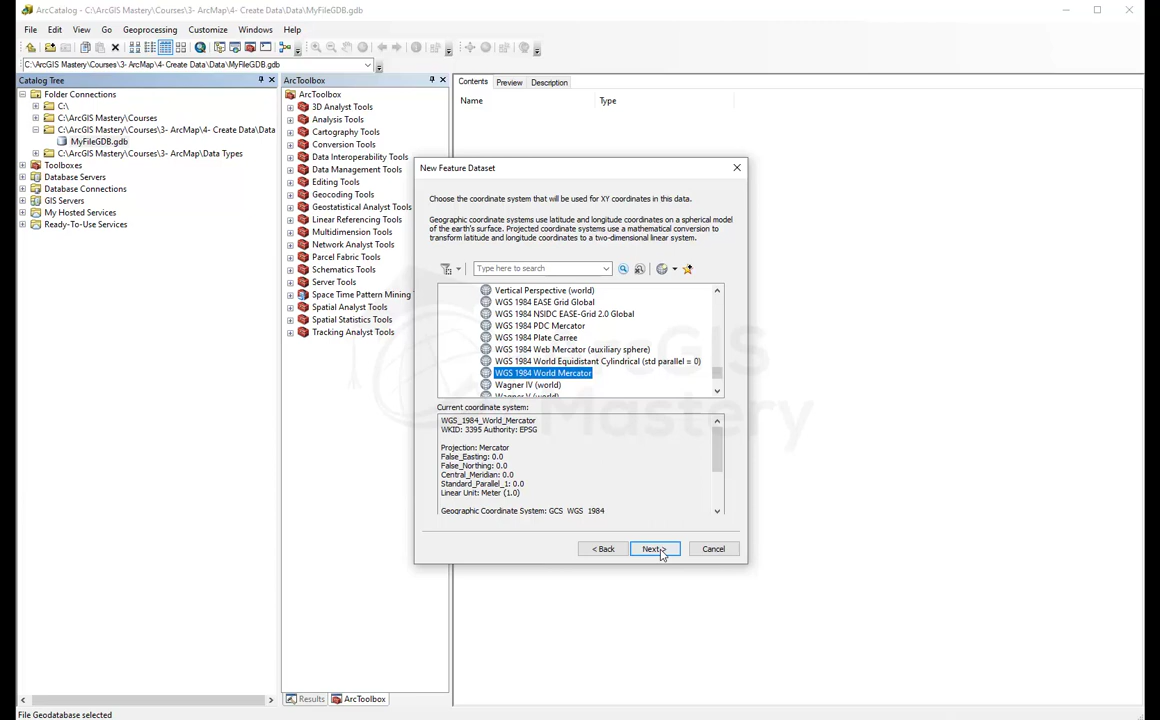 ArcCatalog - C:\ArcGIS Mastery\Courses\3- ArcMap\4- Create Data\Data\MyFileGDB.gdb
File Edit View Go Geoprocessing Customize Windows Help
C:\ArcGIS Mastery\Courses\3- ArcMap\4- Create Data\Data\MyFileGDB.gdb
Catalog Tree
Folder Connections
C:\
C:\ArcGIS Mastery\Courses
C:\ArcGIS Mastery\Courses\3- ArcMap\4- Create Data\Data
MyFileGDB.gdb
C:\ArcGIS Mastery\Courses\3- ArcMap\Data Types
Toolboxes
Database Servers
Database Connections
GIS Servers
My Hosted Services
Ready-To-Use Services
ArcToolbox
ArcToolbox
3D Analyst Tools
Analysis Tools
Cartography Tools
Conversion Tools
Data Interoperability Tools
Data Management Tools
Editing Tools
Geocoding Tools
Geostatistical Analyst Tools
Linear Referencing Tools
Multidimension Tools
Network Analyst Tools
Parcel Fabric Tools
Schematics Tools
Server Tools
Space Time Pattern Mining
Spatial Analyst Tools
Spatial Statistics Tools
Tracking Analyst Tools
Results ArcToolbox
Contents Preview Description
Name Type
New Feature Dataset
Choose the coordinate system that will be used for XY coordinates in this data.
Geographic coordinate systems use latitude and longitude coordinates on a spherical model
of the earth's surface. Projected coordinate systems use a mathematical conversion to
transform latitude and longitude coordinates to a two-dimensional linear system.
Type here to search
Vertical Perspective (world)
WGS 1984 EASE Grid Global
WGS 1984 NSIDC EASE-Grid 2.0 Global
WGS 1984 PDC Mercator
WGS 1984 Plate Carree
WGS 1984 Web Mercator (auxiliary sphere)
WGS 1984 World Equidistant Cylindrical (std parallel = 0)
WGS 1984 World Mercator
Wagner IV (world)
Wagner V (world)
Current coordinate system:
WGS_1984_World_Mercator
WKID: 3395 Authority: EPSG
Projection: Mercator
False_Easting: 0.0
False_Northing: 0.0
Central_Meridian: 0.0
Standard_Parallel_1: 0.0
Linear Unit: Meter (1.0)
Geographic Coordinate System: GCS_WGS_1984
< Back Next > Cancel
ArcGIS
Mastery
File Geodatabase selected